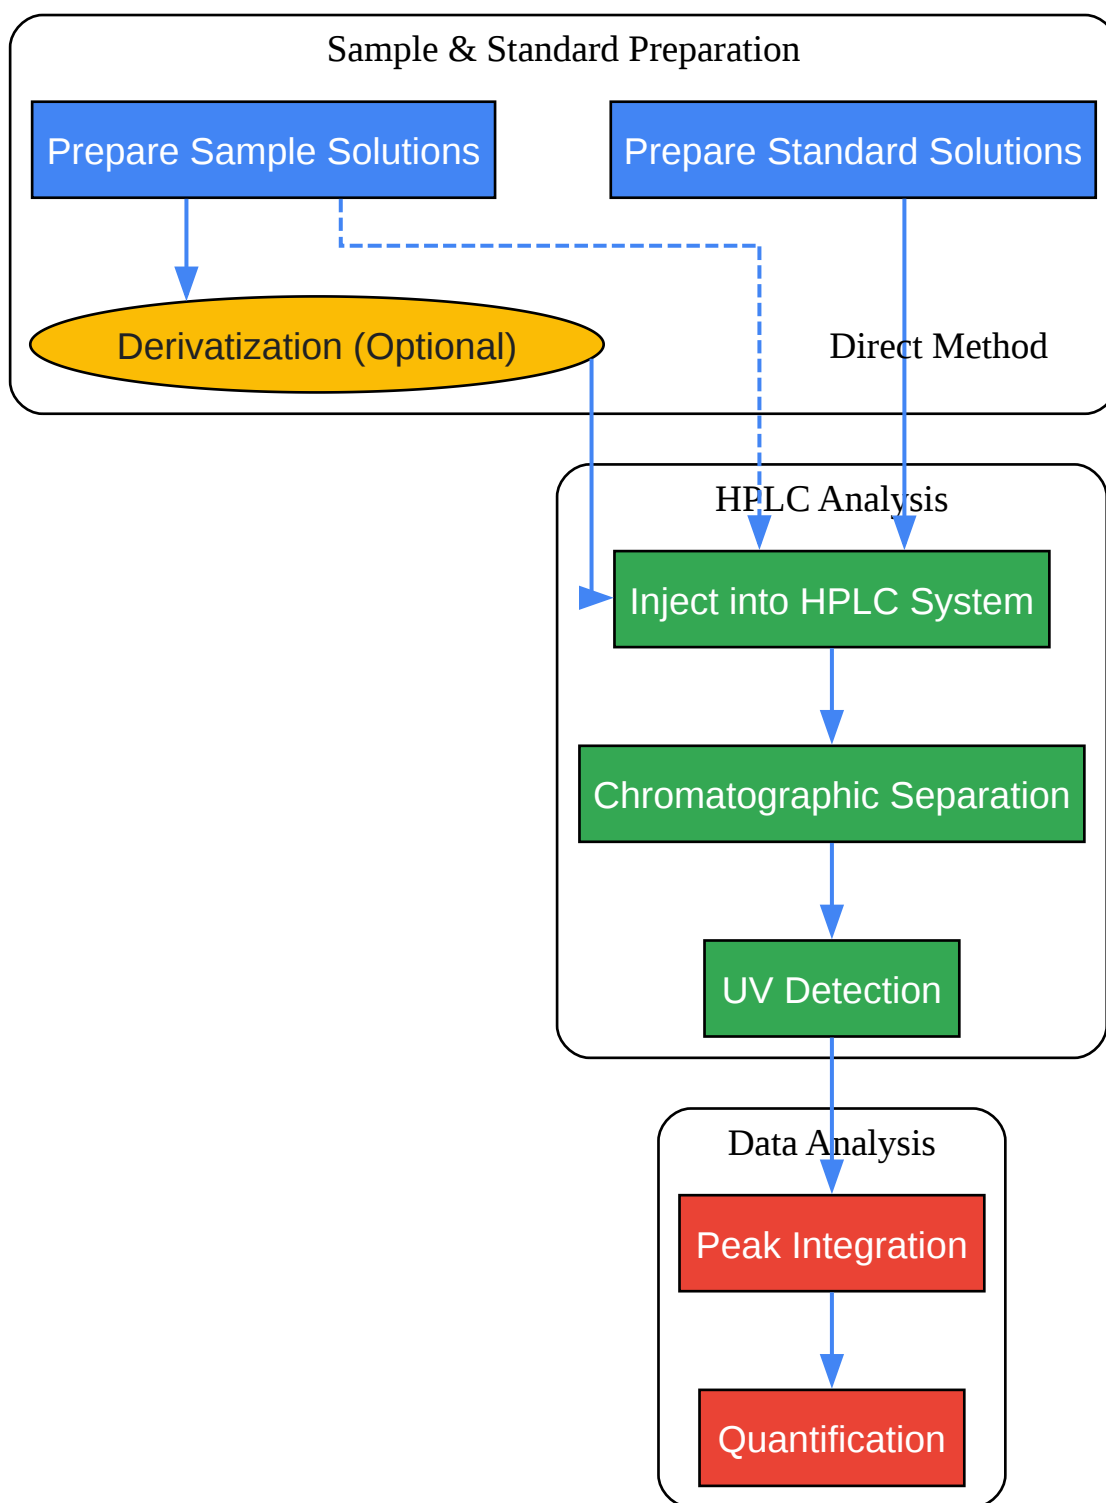 Sample & Standard Preparation
Prepare Sample Solutions
Prepare Standard Solutions
Derivatization (Optional)
Direct Method
HPLC Analysis
Inject into HPLC System
Chromatographic Separation
UV Detection
Data Analysis
Peak Integration
Quantification